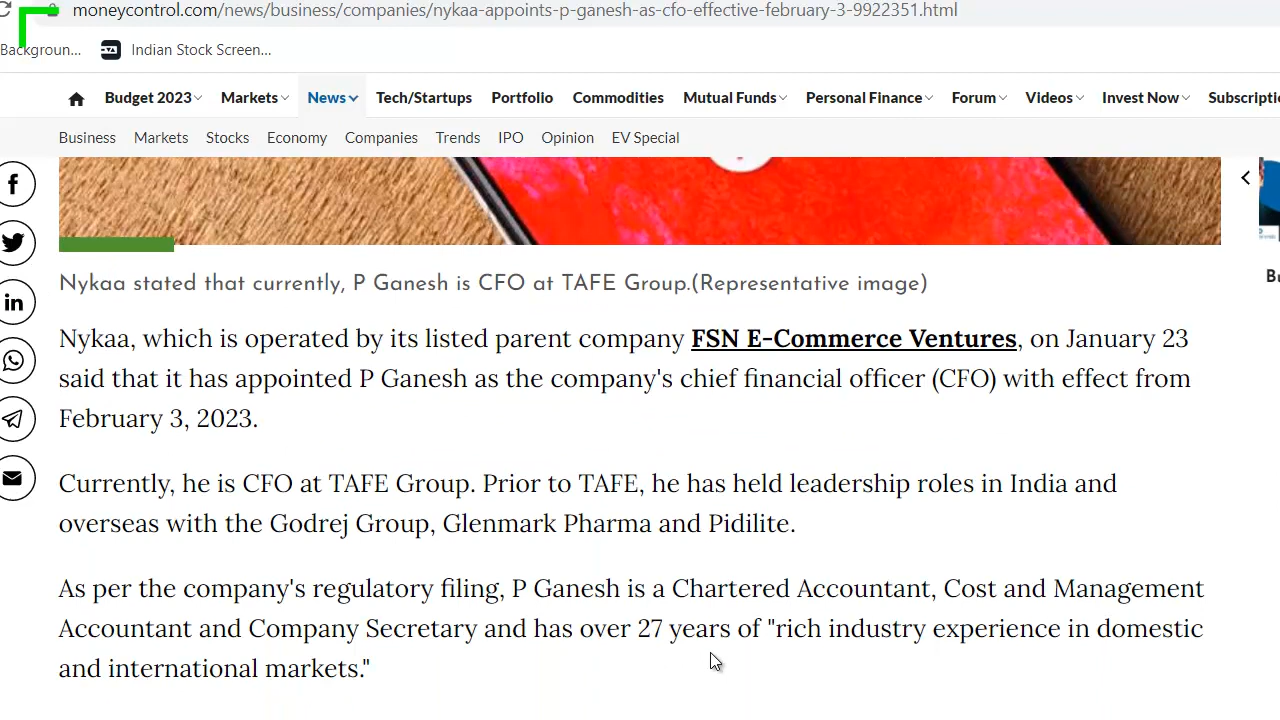 moneycontrol.com/news/business/companies/nykaa-appoints-p-ganesh-as-cfo-effective-february-3-9922351.html
Backgroun... Indian Stock Screen...
Budget 2023 Markets News Tech/Startups Portfolio Commodities Mutual Funds Personal Finance Forum Videos Invest Now Subscripti
Business Markets Stocks Economy Companies Trends IPO Opinion EV Special
Nykaa stated that currently, P Ganesh is CFO at TAFE Group.(Representative image)
Nykaa, which is operated by its listed parent company FSN E-Commerce Ventures, on January 23
said that it has appointed P Ganesh as the company's chief financial officer (CFO) with effect from
February 3, 2023.
Currently, he is CFO at TAFE Group. Prior to TAFE, he has held leadership roles in India and
overseas with the Godrej Group, Glenmark Pharma and Pidilite.
As per the company's regulatory filing, P Ganesh is a Chartered Accountant, Cost and Management
Accountant and Company Secretary and has over 27 years of "rich industry experience in domestic
and international markets."